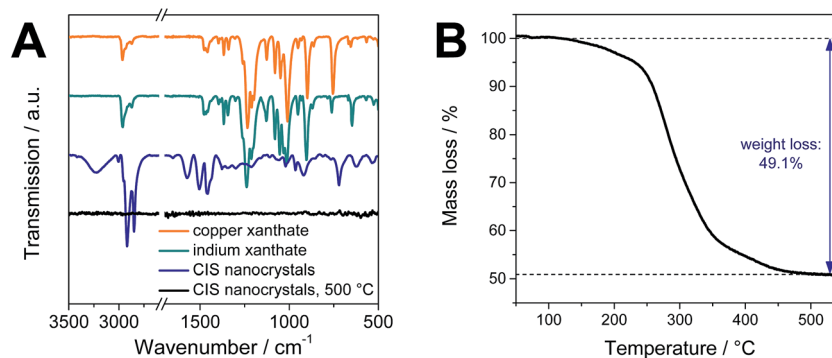 A
Transmission / a.u.
copper xanthate
indium xanthate
CIS nanocrystals
CIS nanocrystals, 500 °C
3500 3000 1500 1000 500
Wavenumber / cm⁻¹
B
Mass loss / %
100
90
80
70
60
50
weight loss:
49.1%
100 200 300 400 500
Temperature / °C